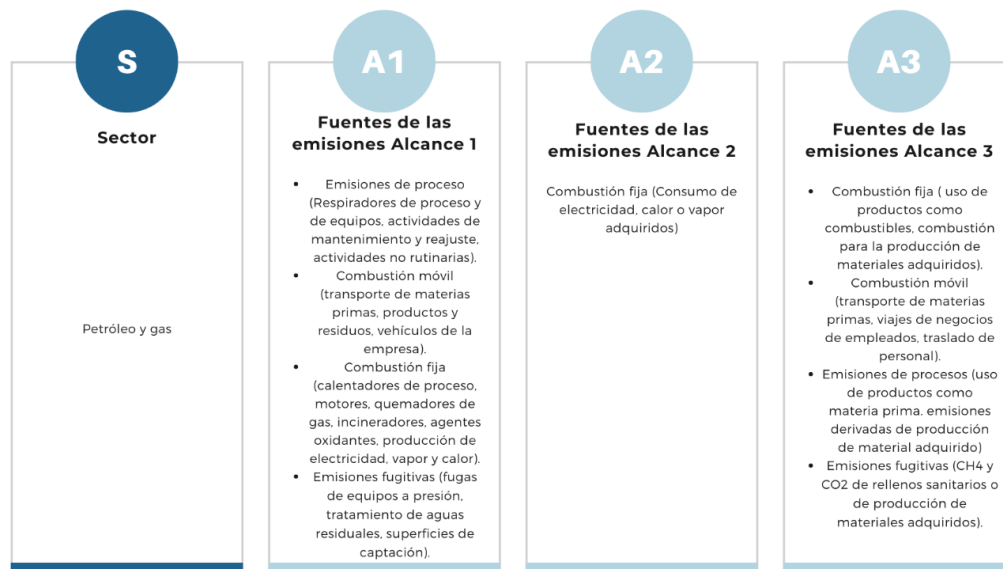 S
Sector
Petróleo y gas
A1
Fuentes de las
emisiones Alcance 1
• Emisiones de proceso
(Respiradores de proceso y
de equipos, actividades de
mantenimiento y reajuste,
actividades no rutinarias).
• Combustión móvil
(transporte de materias
primas, productos y
residuos, vehículos de la
empresa).
• Combustión fija
(calentadores de proceso,
motores, quemadores de
gas, incineradores, agentes
oxidantes, producción de
electricidad, vapor y calor).
• Emisiones fugitivas (fugas
de equipos a presión,
tratamiento de aguas
residuales, superficies de
captación).
A2
Fuentes de las
emisiones Alcance 2
Combustión fija (Consumo de
electricidad, calor o vapor
adquiridos)
A3
Fuentes de las
emisiones Alcance 3
• Combustión fija ( uso de
productos como
combustibles, combustión
para la producción de
materiales adquiridos).
• Combustión móvil
(transporte de materias
primas, viajes de negocios
de empleados, traslado de
personal).
• Emisiones de procesos (uso
de productos como
materia prima. emisiones
derivadas de producción
de material adquirido)
• Emisiones fugitivas (CH4 y
CO2 de rellenos sanitarios o
de producción de
materiales adquiridos).